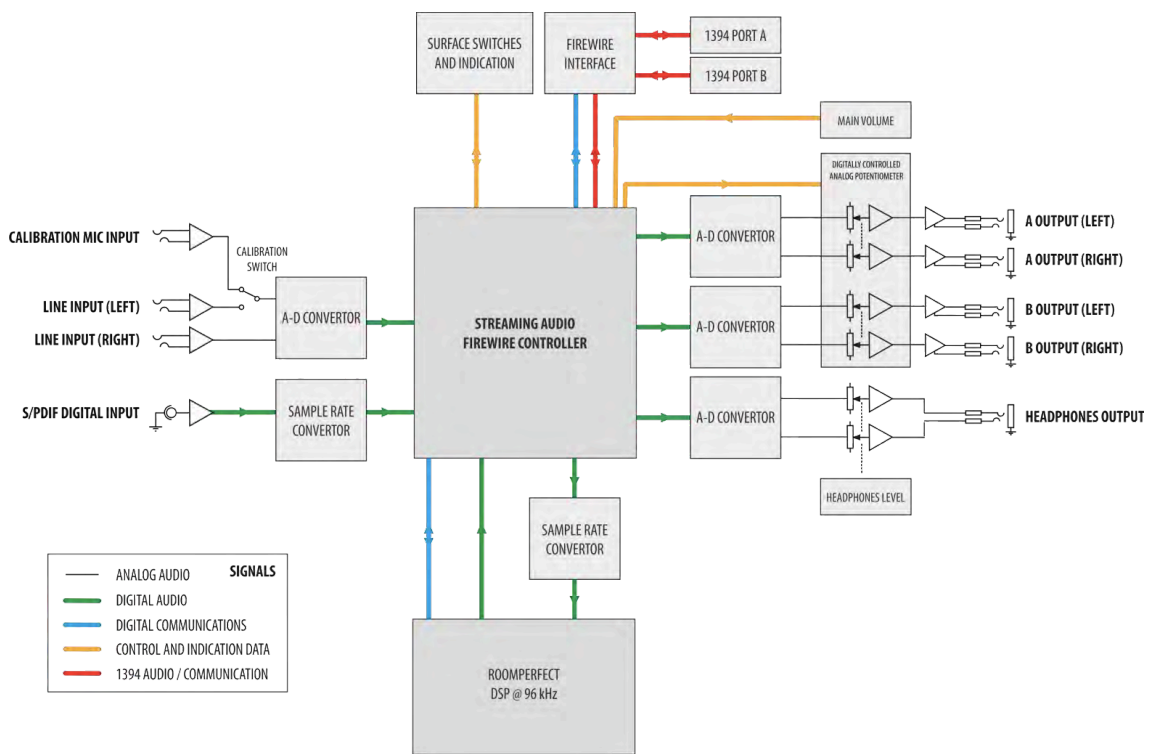 SURFACE SWITCHES
AND INDICATION
FIREWIRE
INTERFACE
1394 PORT A
1394 PORT B
MAIN VOLUME
DIGITALLY CONTROLLED
ANALOG POTENTIOMETER
CALIBRATION MIC INPUT
CALIBRATION
SWITCH
LINE INPUT (LEFT)
LINE INPUT (RIGHT)
A-D CONVERTOR
S/PDIF DIGITAL INPUT
SAMPLE RATE
CONVERTOR
STREAMING AUDIO
FIREWIRE CONTROLLER
A-D CONVERTOR
A-D CONVERTOR
A-D CONVERTOR
A OUTPUT (LEFT)
A OUTPUT (RIGHT)
B OUTPUT (LEFT)
B OUTPUT (RIGHT)
HEADPHONES OUTPUT
HEADPHONES LEVEL
SAMPLE RATE
CONVERTOR
ROOMPERFECT
DSP @ 96 kHz
SIGNALS
ANALOG AUDIO
DIGITAL AUDIO
DIGITAL COMMUNICATIONS
CONTROL AND INDICATION DATA
1394 AUDIO / COMMUNICATION